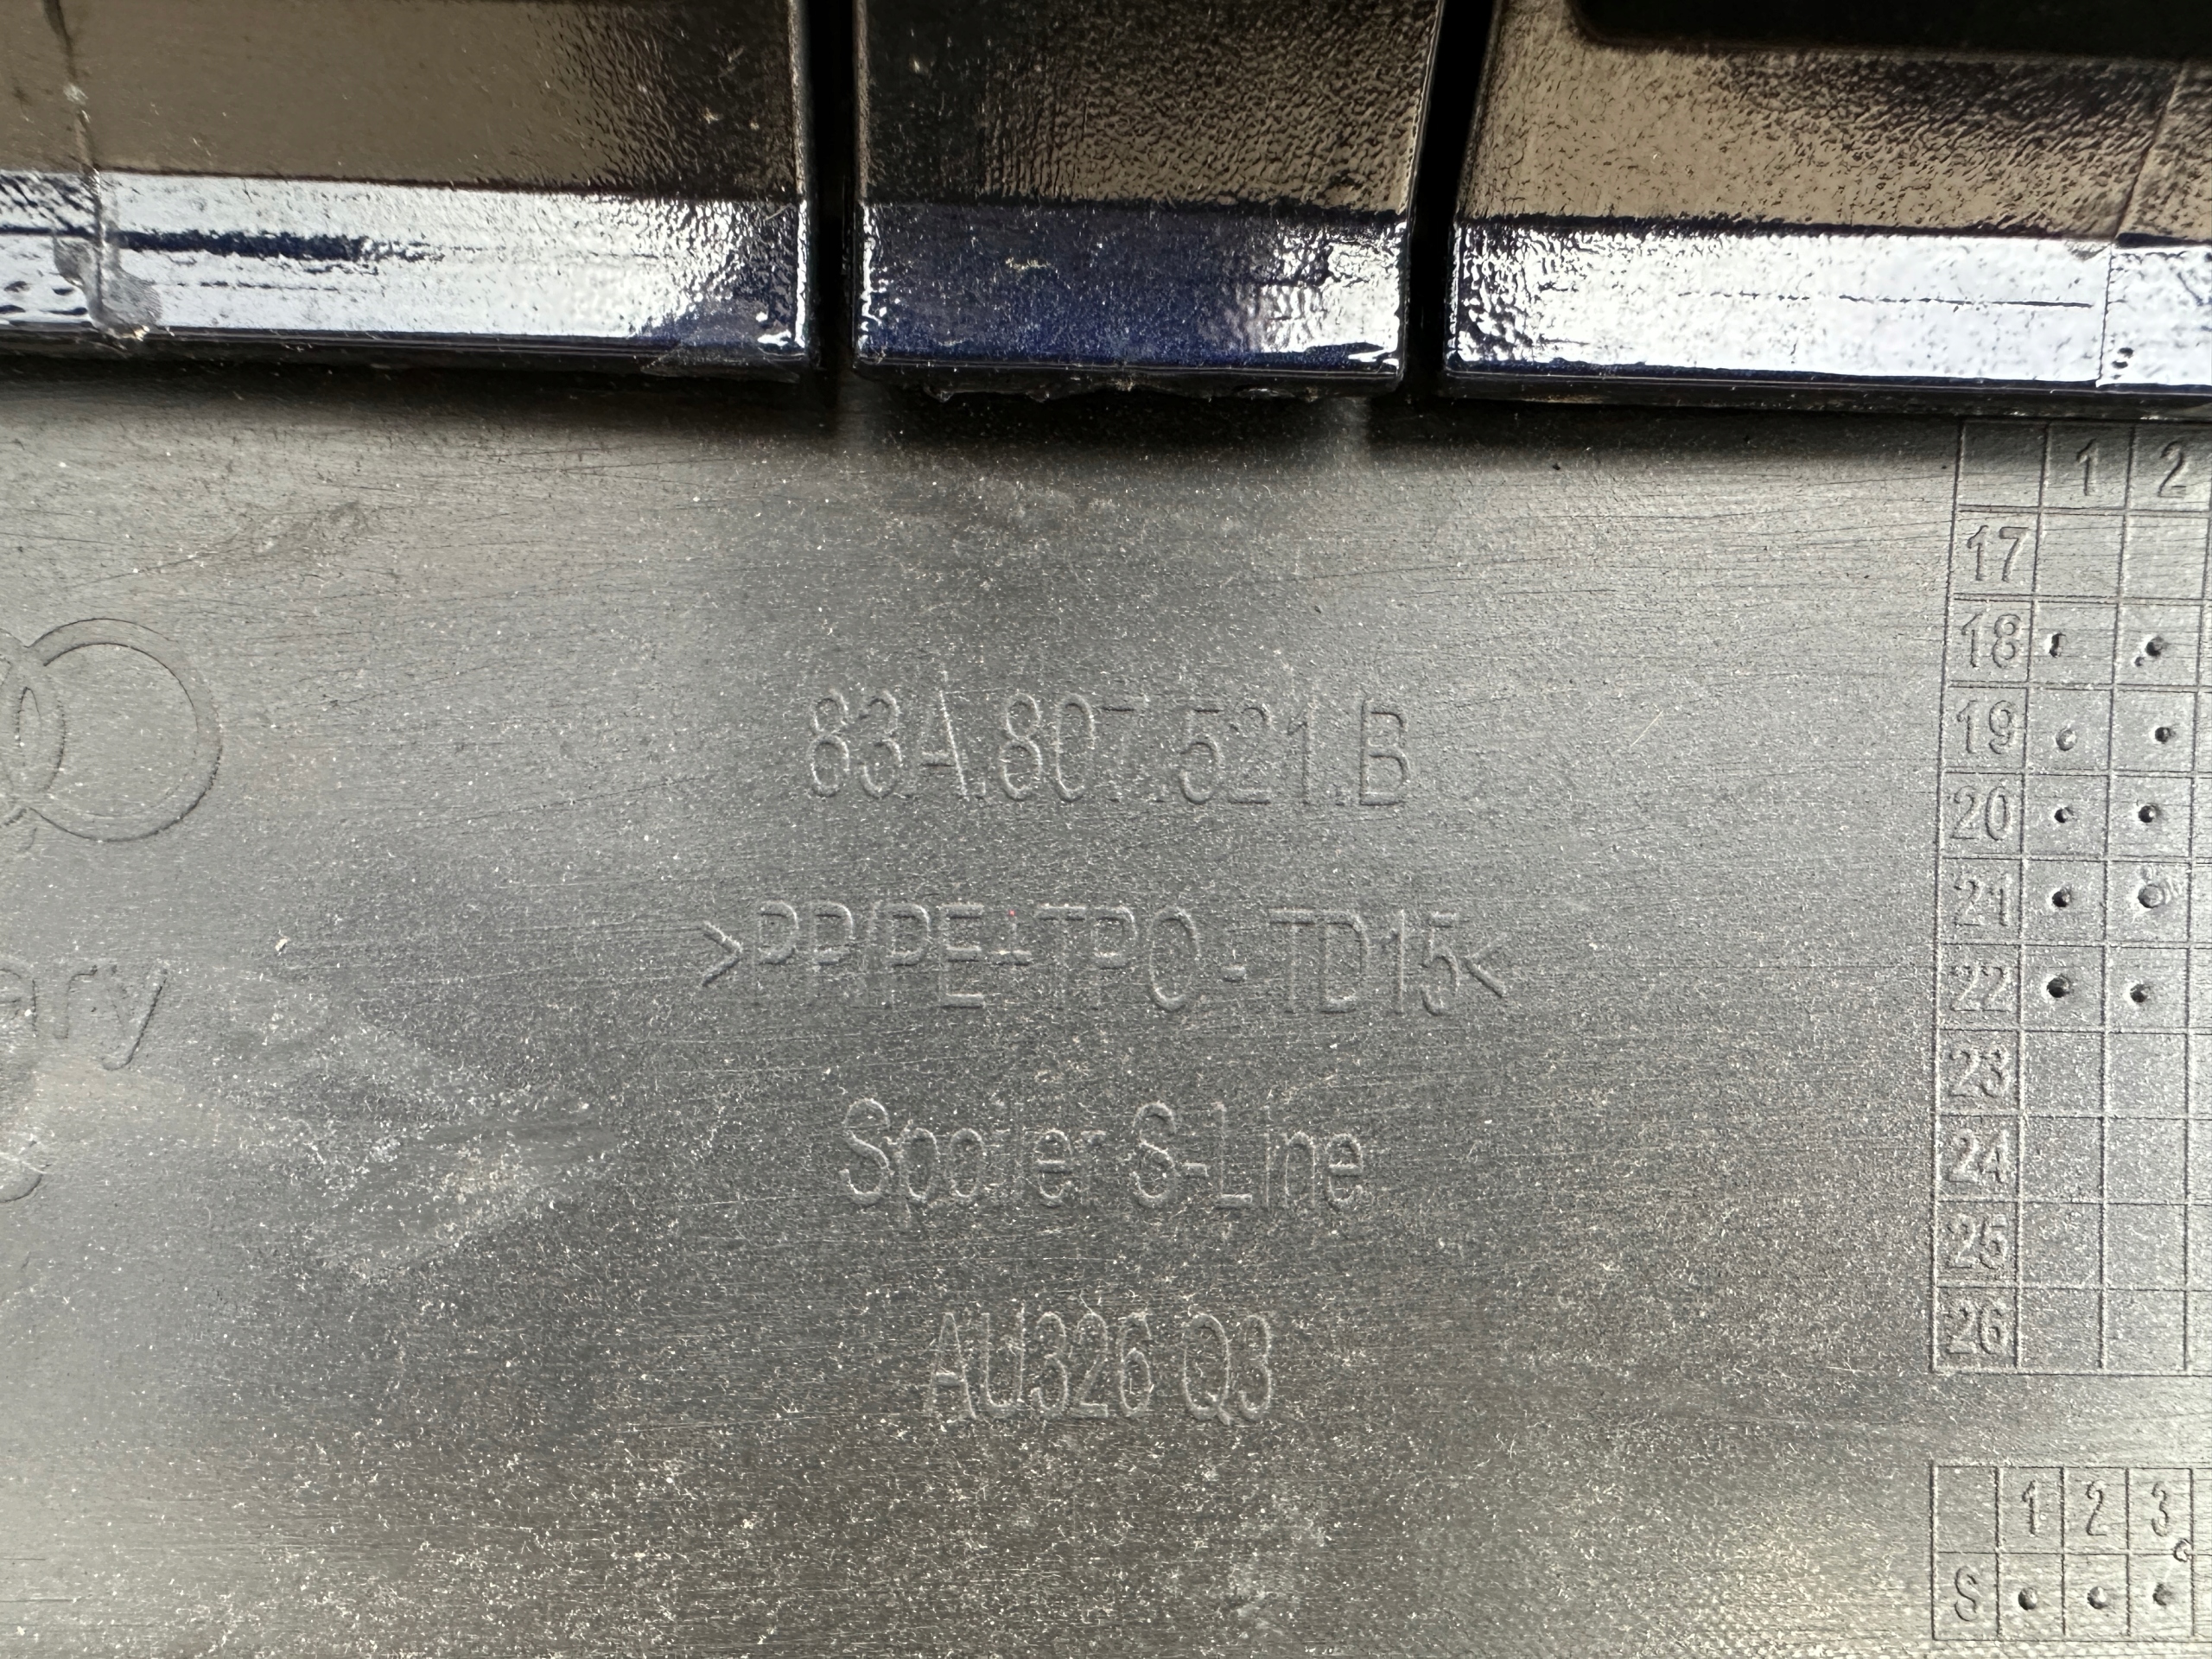 83A.807.521.B
>PP/PE+TPO-TD15<
Spoiler S-Line
AU326 Q3
ary
1 2
17
18
19
20
21
22
23
24
25
26
1 2 3
S